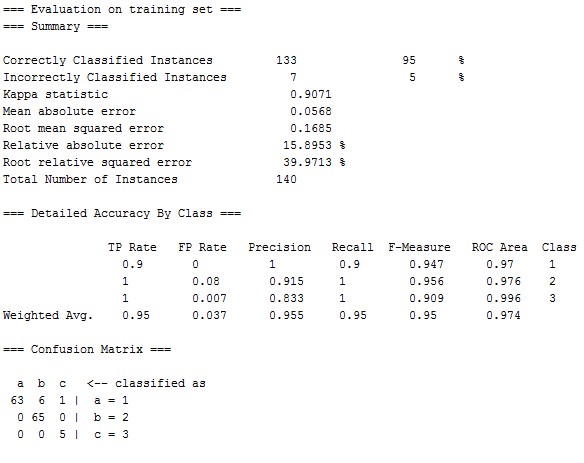 === Evaluation on training set ===
=== Summary ===
Correctly Classified Instances 133 95 %
Incorrectly Classified Instances 7 5 %
Kappa statistic 0.9071
Mean absolute error 0.0568
Root mean squared error 0.1685
Relative absolute error 15.8953 %
Root relative squared error 39.9713 %
Total Number of Instances 140
=== Detailed Accuracy By Class ===
TP Rate FP Rate Precision Recall F-Measure ROC Area Class
0.9 0 1 0.9 0.947 0.97 1
1 0.08 0.915 1 0.956 0.976 2
1 0.007 0.833 1 0.909 0.996 3
Weighted Avg. 0.95 0.037 0.955 0.95 0.95 0.974
=== Confusion Matrix ===
a b c <-- classified as
63 6 1 | a = 1
0 65 0 | b = 2
0 0 5 | c = 3